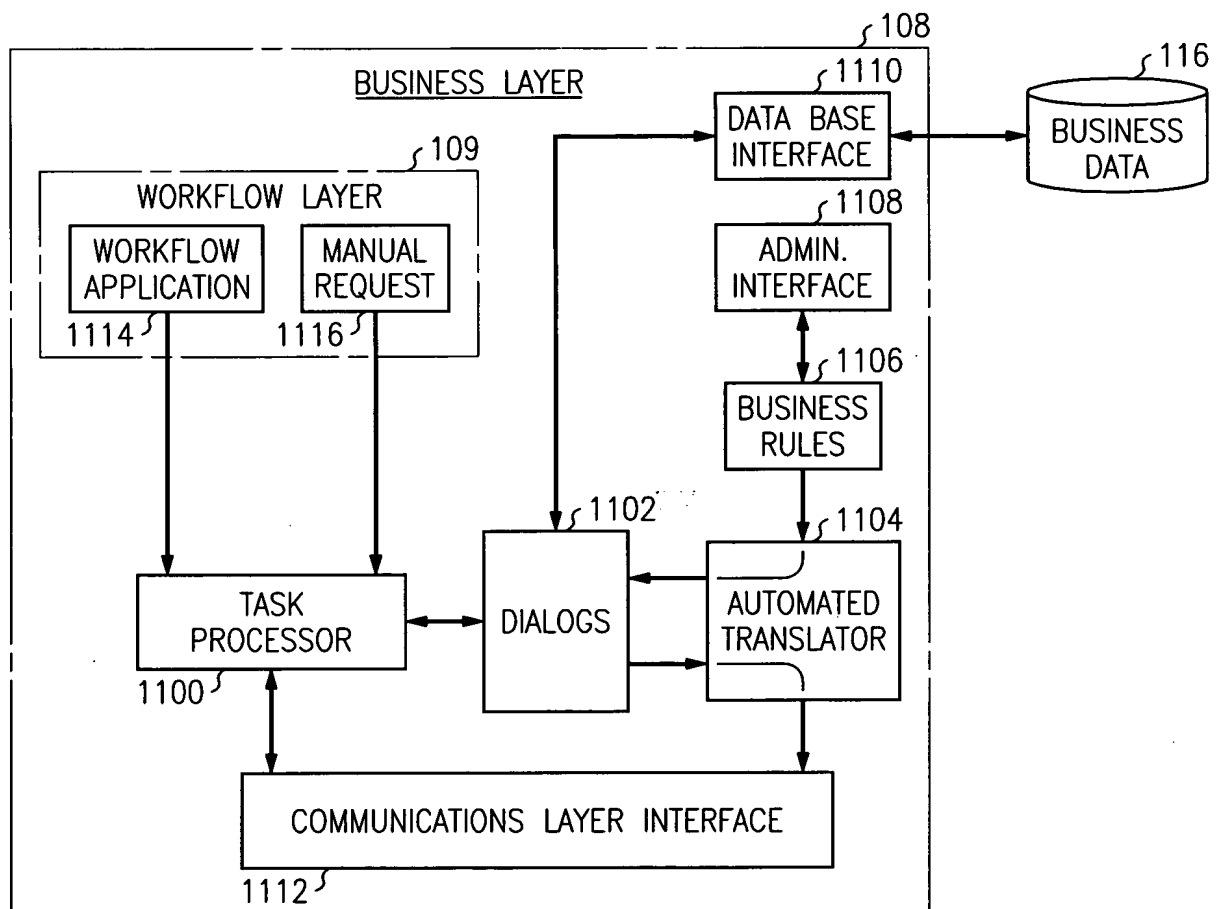 108
BUSINESS LAYER
1110
116
DATA BASE
INTERFACE
BUSINESS
DATA
109
WORKFLOW LAYER
1108
WORKFLOW
APPLICATION
MANUAL
REQUEST
ADMIN.
INTERFACE
1114
1116
1106
BUSINESS
RULES
1102
1104
TASK
PROCESSOR
DIALOGS
AUTOMATED
TRANSLATOR
1100
COMMUNICATIONS LAYER INTERFACE
1112